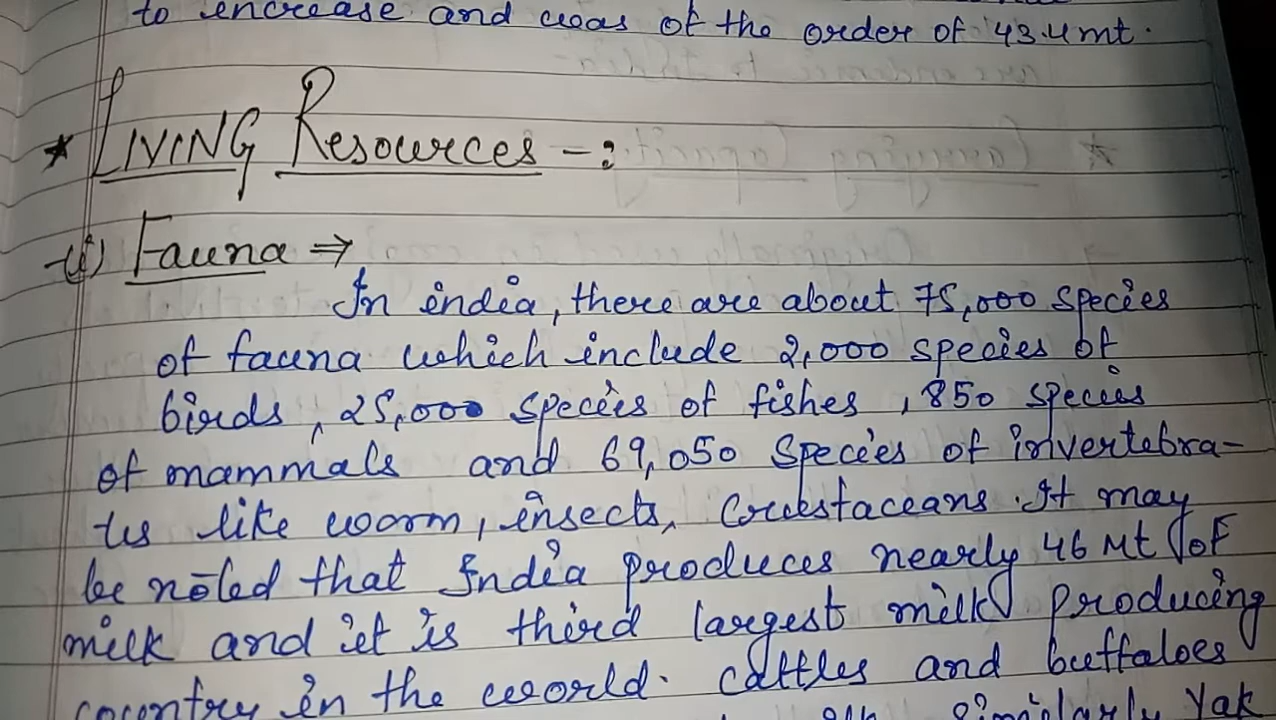 to increase and was of the order of 43.4 mt.
* LIVING Resources -:
(i) Fauna ⇒
In india, there are about 75,000 species
of fauna which include 2,000 species of
birds, 25,000 species of fishes, 850 species
of mammals and 69,050 species of invertebra-
tes like worm, insects, Crustaceans. It may
be noted that India produces nearly 46 Mt of
milk and it is third largest milk producing
country in the world. Cattles and buffaloes
similarly Yak